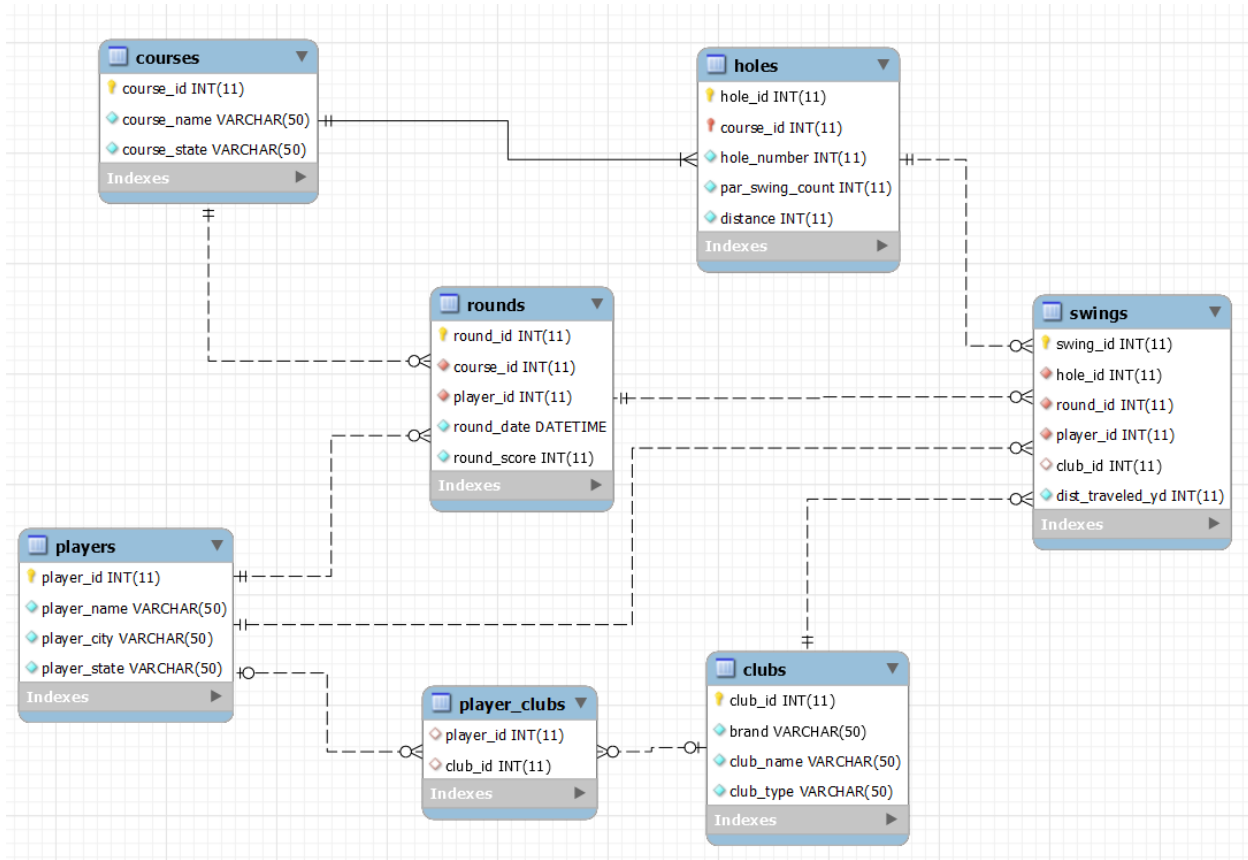 courses
course_id INT(11)
course_name VARCHAR(50)
course_state VARCHAR(50)
Indexes
holes
hole_id INT(11)
course_id INT(11)
hole_number INT(11)
par_swing_count INT(11)
distance INT(11)
Indexes
rounds
round_id INT(11)
course_id INT(11)
player_id INT(11)
round_date DATETIME
round_score INT(11)
Indexes
swings
swing_id INT(11)
hole_id INT(11)
round_id INT(11)
player_id INT(11)
club_id INT(11)
dist_traveled_yd INT(11)
Indexes
players
player_id INT(11)
player_name VARCHAR(50)
player_city VARCHAR(50)
player_state VARCHAR(50)
Indexes
player_clubs
player_id INT(11)
club_id INT(11)
Indexes
clubs
club_id INT(11)
brand VARCHAR(50)
club_name VARCHAR(50)
club_type VARCHAR(50)
Indexes